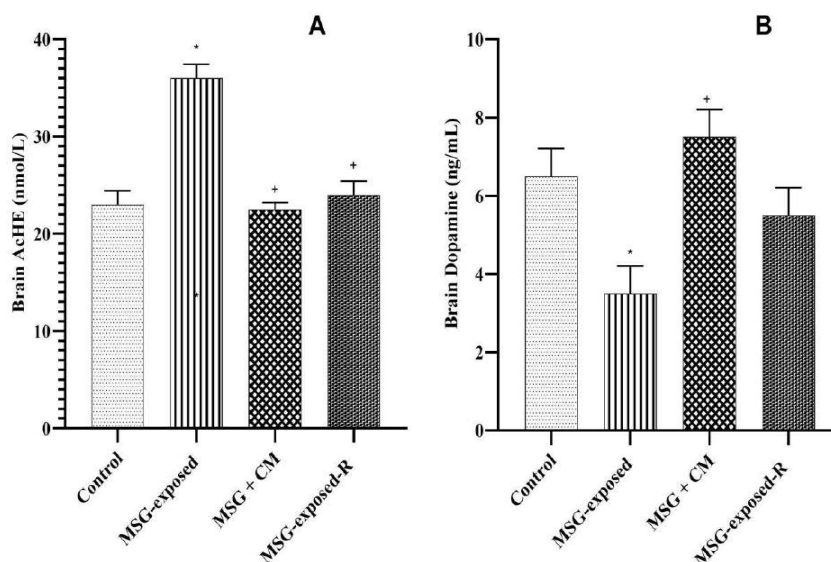 A
Brain AcHE (nmol/L)
40
30
20
10
0
*
*
+
+
Control
MSG-exposed
MSG + CM
MSG-exposed-R
B
Brain Dopamine (ng/mL)
10
8
6
4
2
0
*
+
Control
MSG-exposed
MSG + CM
MSG-exposed-R